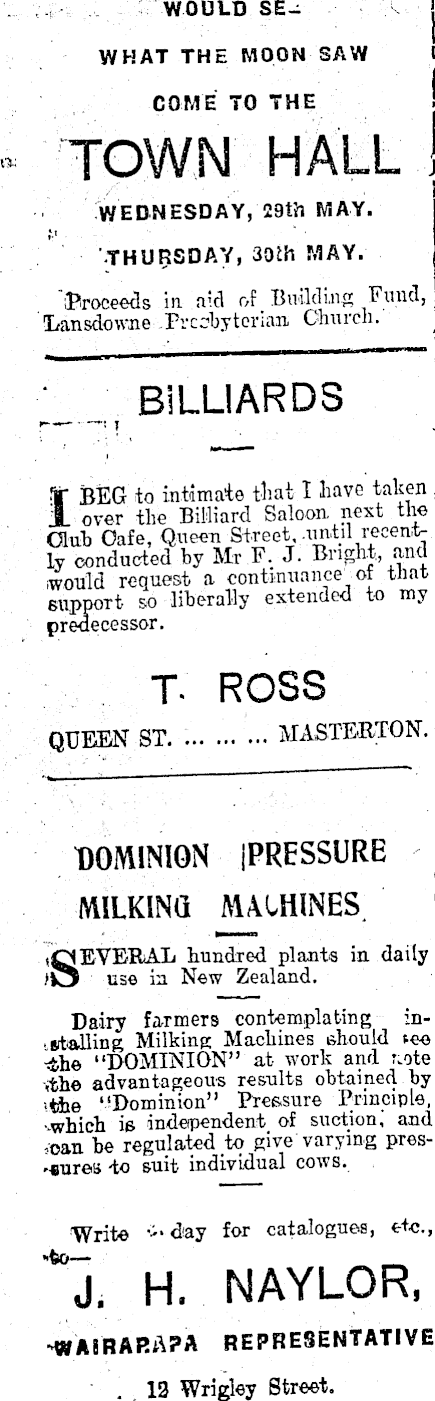 WOULD SE
WHAT THE MOON SAW
COME TO THE
TOWN HALL
WEDNESDAY, 29th MAY.
THURSDAY, 30th MAY.
Proceeds in aid of Building Fund,
Lansdowne Presbyterian Church.
BILLIARDS
I BEG to intimate that I have taken
over the Billiard Saloon next the
Club Cafe, Queen Street, until recent-
ly conducted by Mr F. J. Bright, and
would request a continuance of that
support so liberally extended to my
predecessor.
T. ROSS
QUEEN ST. ... ... ... MASTERTON.
DOMINION PRESSURE
MILKING MACHINES
SEVERAL hundred plants in daily
use in New Zealand.
Dairy farmers contemplating in-
stalling Milking Machines should see
the "DOMINION" at work and note
the advantageous results obtained by
the "Dominion" Pressure Principle,
which is independent of suction, and
can be regulated to give varying pres-
sures to suit individual cows.
Write day for catalogues, etc.,
to—
J. H. NAYLOR,
WAIRARAPA REPRESENTATIVE
12 Wrigley Street.